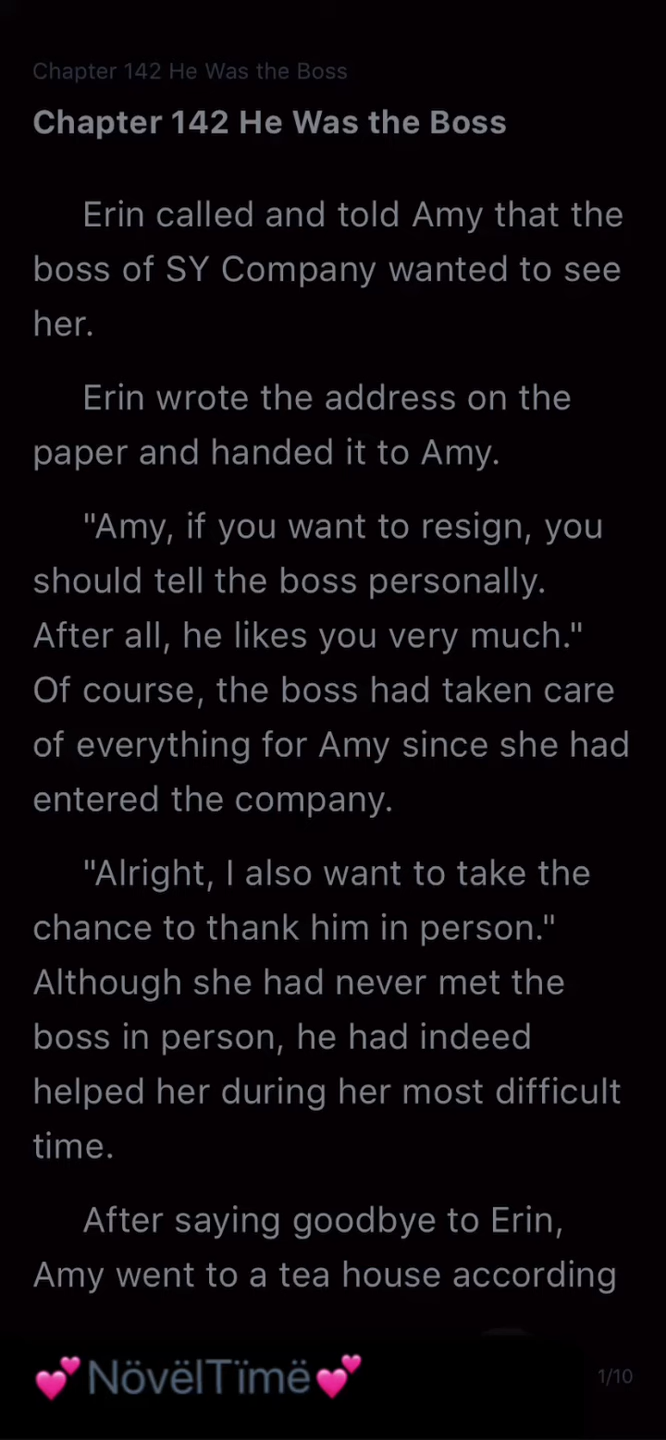 Chapter 142 He Was the Boss
Chapter 142 He Was the Boss
Erin called and told Amy that the
boss of SY Company wanted to see
her.
Erin wrote the address on the
paper and handed it to Amy.
"Amy, if you want to resign, you
should tell the boss personally.
After all, he likes you very much."
Of course, the boss had taken care
of everything for Amy since she had
entered the company.
"Alright, I also want to take the
chance to thank him in person."
Although she had never met the
boss in person, he had indeed
helped her during her most difficult
time.
After saying goodbye to Erin,
Amy went to a tea house according
💕NövëlTïmë💕
1/10